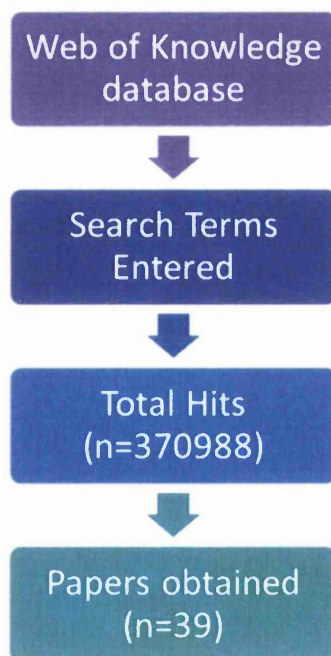 Web of Knowledge
database
Search Terms
Entered
Total Hits
(n=370988)
Papers obtained
(n=39)